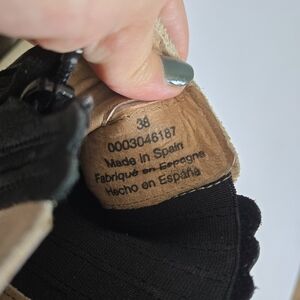 38
0003046187
Made in Spain
Fabriqué en Espagne
Hecho en España